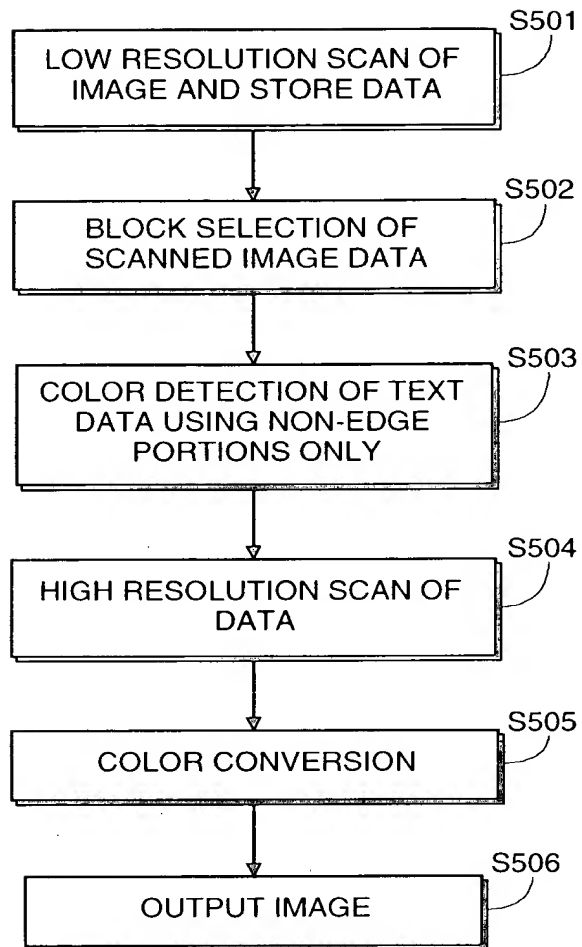 S501
LOW RESOLUTION SCAN OF
IMAGE AND STORE DATA
S502
BLOCK SELECTION OF
SCANNED IMAGE DATA
S503
COLOR DETECTION OF TEXT
DATA USING NON-EDGE
PORTIONS ONLY
S504
HIGH RESOLUTION SCAN OF
DATA
S505
COLOR CONVERSION
S506
OUTPUT IMAGE